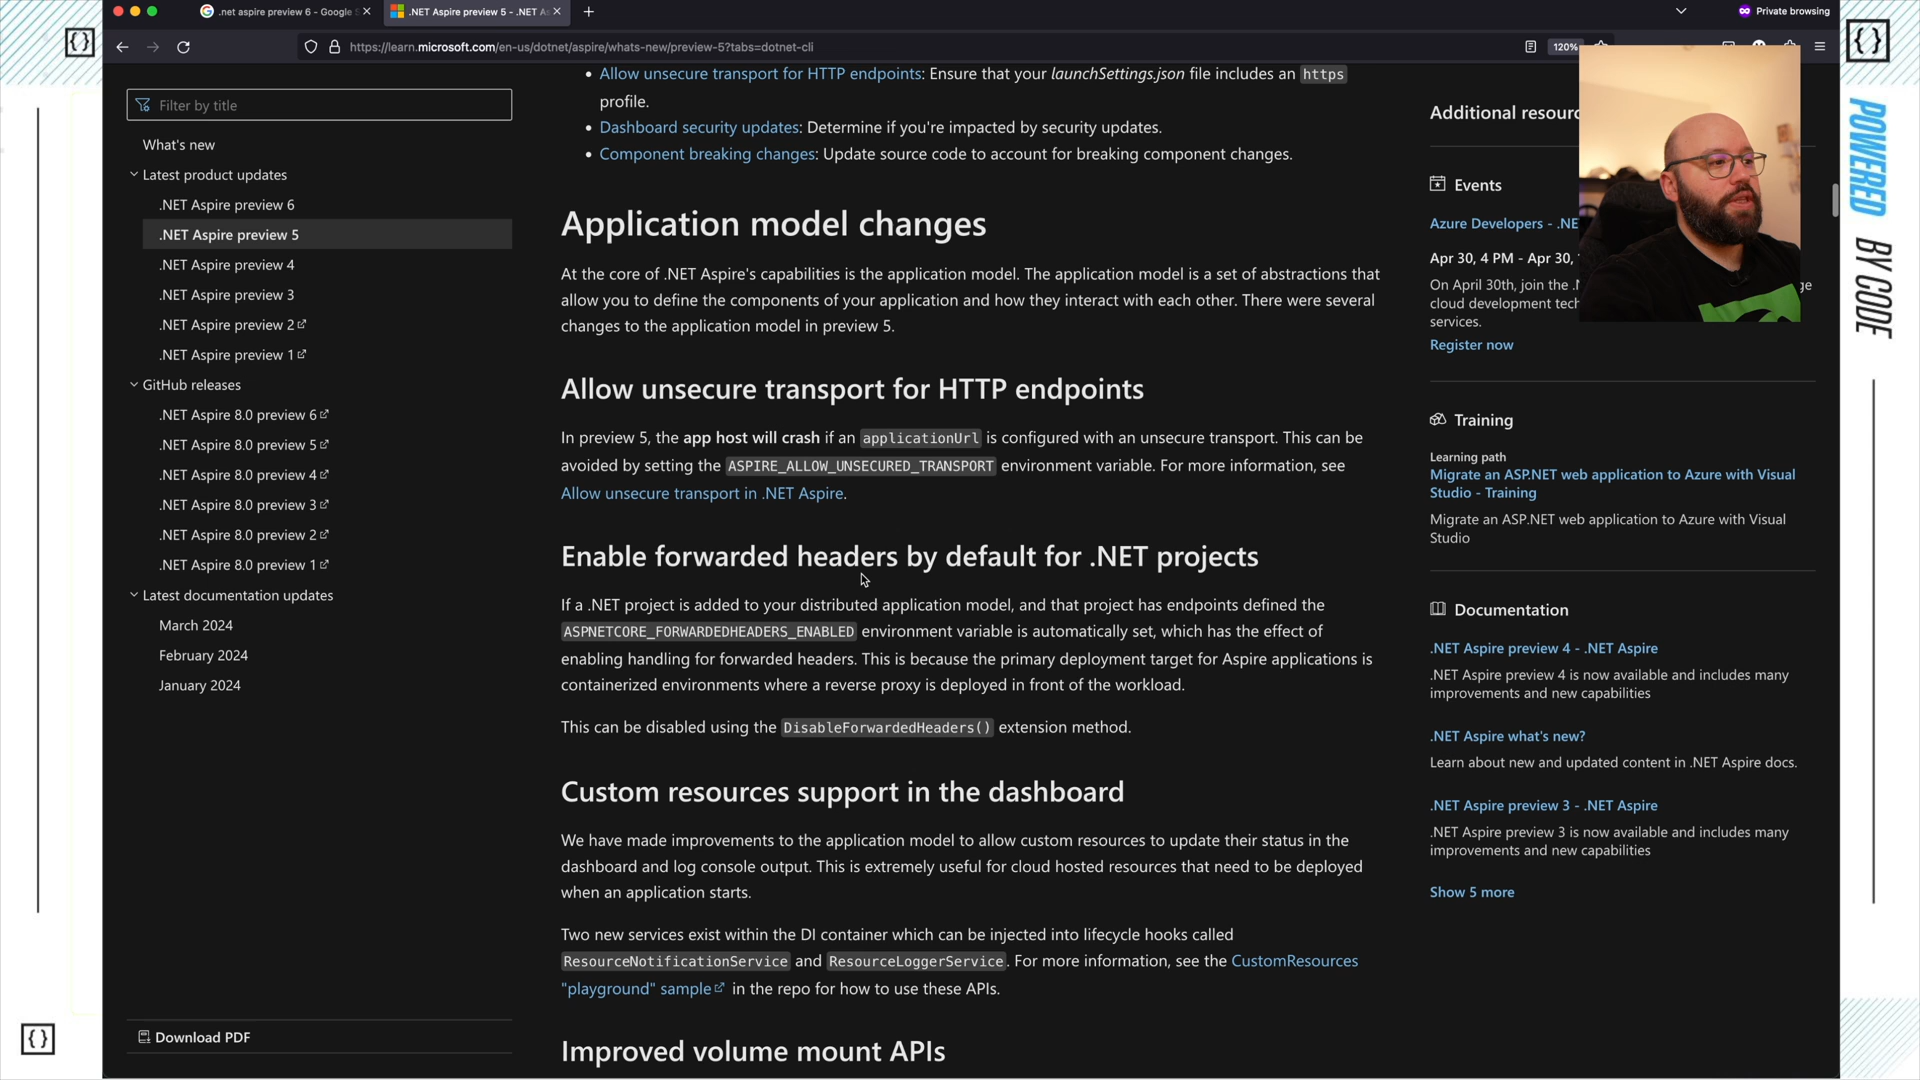 .net aspire preview 6 - Google
.NET Aspire preview 5 - .NET As
Private browsing
https://learn.microsoft.com/en-us/dotnet/aspire/whats-new/preview-5?tabs=dotnet-cli
120%
Filter by title
What's new
Latest product updates
.NET Aspire preview 6
.NET Aspire preview 5
.NET Aspire preview 4
.NET Aspire preview 3
.NET Aspire preview 2
.NET Aspire preview 1
GitHub releases
.NET Aspire 8.0 preview 6
.NET Aspire 8.0 preview 5
.NET Aspire 8.0 preview 4
.NET Aspire 8.0 preview 3
.NET Aspire 8.0 preview 2
.NET Aspire 8.0 preview 1
Latest documentation updates
March 2024
February 2024
January 2024
Download PDF
Allow unsecure transport for HTTP endpoints: Ensure that your launchSettings.json file includes an https
profile.
Dashboard security updates: Determine if you're impacted by security updates.
Component breaking changes: Update source code to account for breaking component changes.
Application model changes
At the core of .NET Aspire's capabilities is the application model. The application model is a set of abstractions that
allow you to define the components of your application and how they interact with each other. There were several
changes to the application model in preview 5.
Allow unsecure transport for HTTP endpoints
In preview 5, the app host will crash if an applicationUrl is configured with an unsecure transport. This can be
avoided by setting the ASPIRE_ALLOW_UNSECURED_TRANSPORT environment variable. For more information, see
Allow unsecure transport in .NET Aspire.
Enable forwarded headers by default for .NET projects
If a .NET project is added to your distributed application model, and that project has endpoints defined the
ASPNETCORE_FORWARDEDHEADERS_ENABLED environment variable is automatically set, which has the effect of
enabling handling for forwarded headers. This is because the primary deployment target for Aspire applications is
containerized environments where a reverse proxy is deployed in front of the workload.
This can be disabled using the DisableForwardedHeaders() extension method.
Custom resources support in the dashboard
We have made improvements to the application model to allow custom resources to update their status in the
dashboard and log console output. This is extremely useful for cloud hosted resources that need to be deployed
when an application starts.
Two new services exist within the DI container which can be injected into lifecycle hooks called
ResourceNotificationService and ResourceLoggerService. For more information, see the CustomResources
"playground" sample in the repo for how to use these APIs.
Improved volume mount APIs
Additional resourc
Events
Azure Developers - .NE
Apr 30, 4 PM - Apr 30,
On April 30th, join the .N
ge
cloud development tech
services.
Register now
Training
Learning path
Migrate an ASP.NET web application to Azure with Visual
Studio - Training
Migrate an ASP.NET web application to Azure with Visual
Studio
Documentation
.NET Aspire preview 4 - .NET Aspire
.NET Aspire preview 4 is now available and includes many
improvements and new capabilities
.NET Aspire what's new?
Learn about new and updated content in .NET Aspire docs.
.NET Aspire preview 3 - .NET Aspire
.NET Aspire preview 3 is now available and includes many
improvements and new capabilities
Show 5 more
{}
{}
{}
POWERED BY CODE